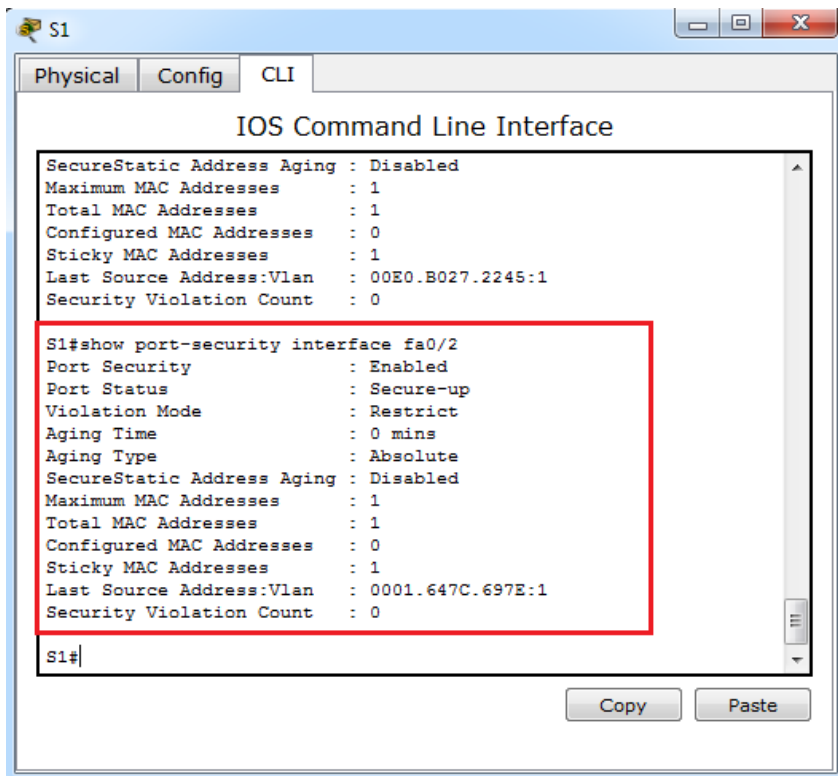 S1
Physical Config CLI
IOS Command Line Interface
SecureStatic Address Aging : Disabled
Maximum MAC Addresses : 1
Total MAC Addresses : 1
Configured MAC Addresses : 0
Sticky MAC Addresses : 1
Last Source Address:Vlan : 00E0.B027.2245:1
Security Violation Count : 0
S1#show port-security interface fa0/2
Port Security : Enabled
Port Status : Secure-up
Violation Mode : Restrict
Aging Time : 0 mins
Aging Type : Absolute
SecureStatic Address Aging : Disabled
Maximum MAC Addresses : 1
Total MAC Addresses : 1
Configured MAC Addresses : 0
Sticky MAC Addresses : 1
Last Source Address:Vlan : 0001.647C.697E:1
Security Violation Count : 0
S1#
Copy Paste